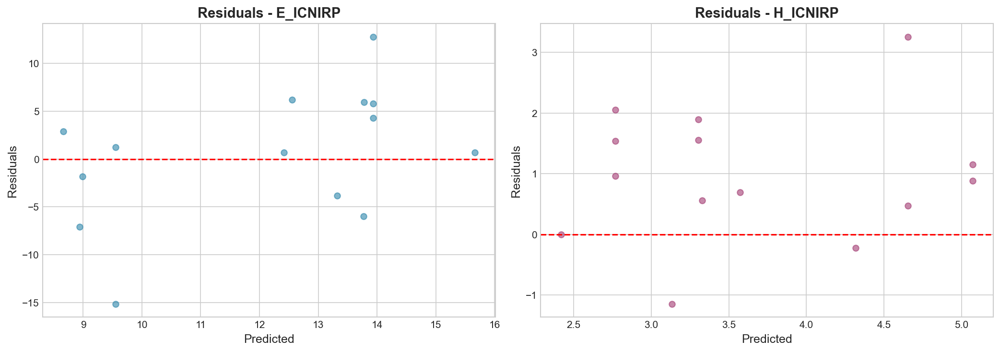 Residuals - E_ICNIRP
Residuals
10
5
0
−5
−10
−15
9 10 11 12 13 14 15 16
Predicted
Residuals - H_ICNIRP
Residuals
3
2
1
0
−1
2.5 3.0 3.5 4.0 4.5 5.0
Predicted